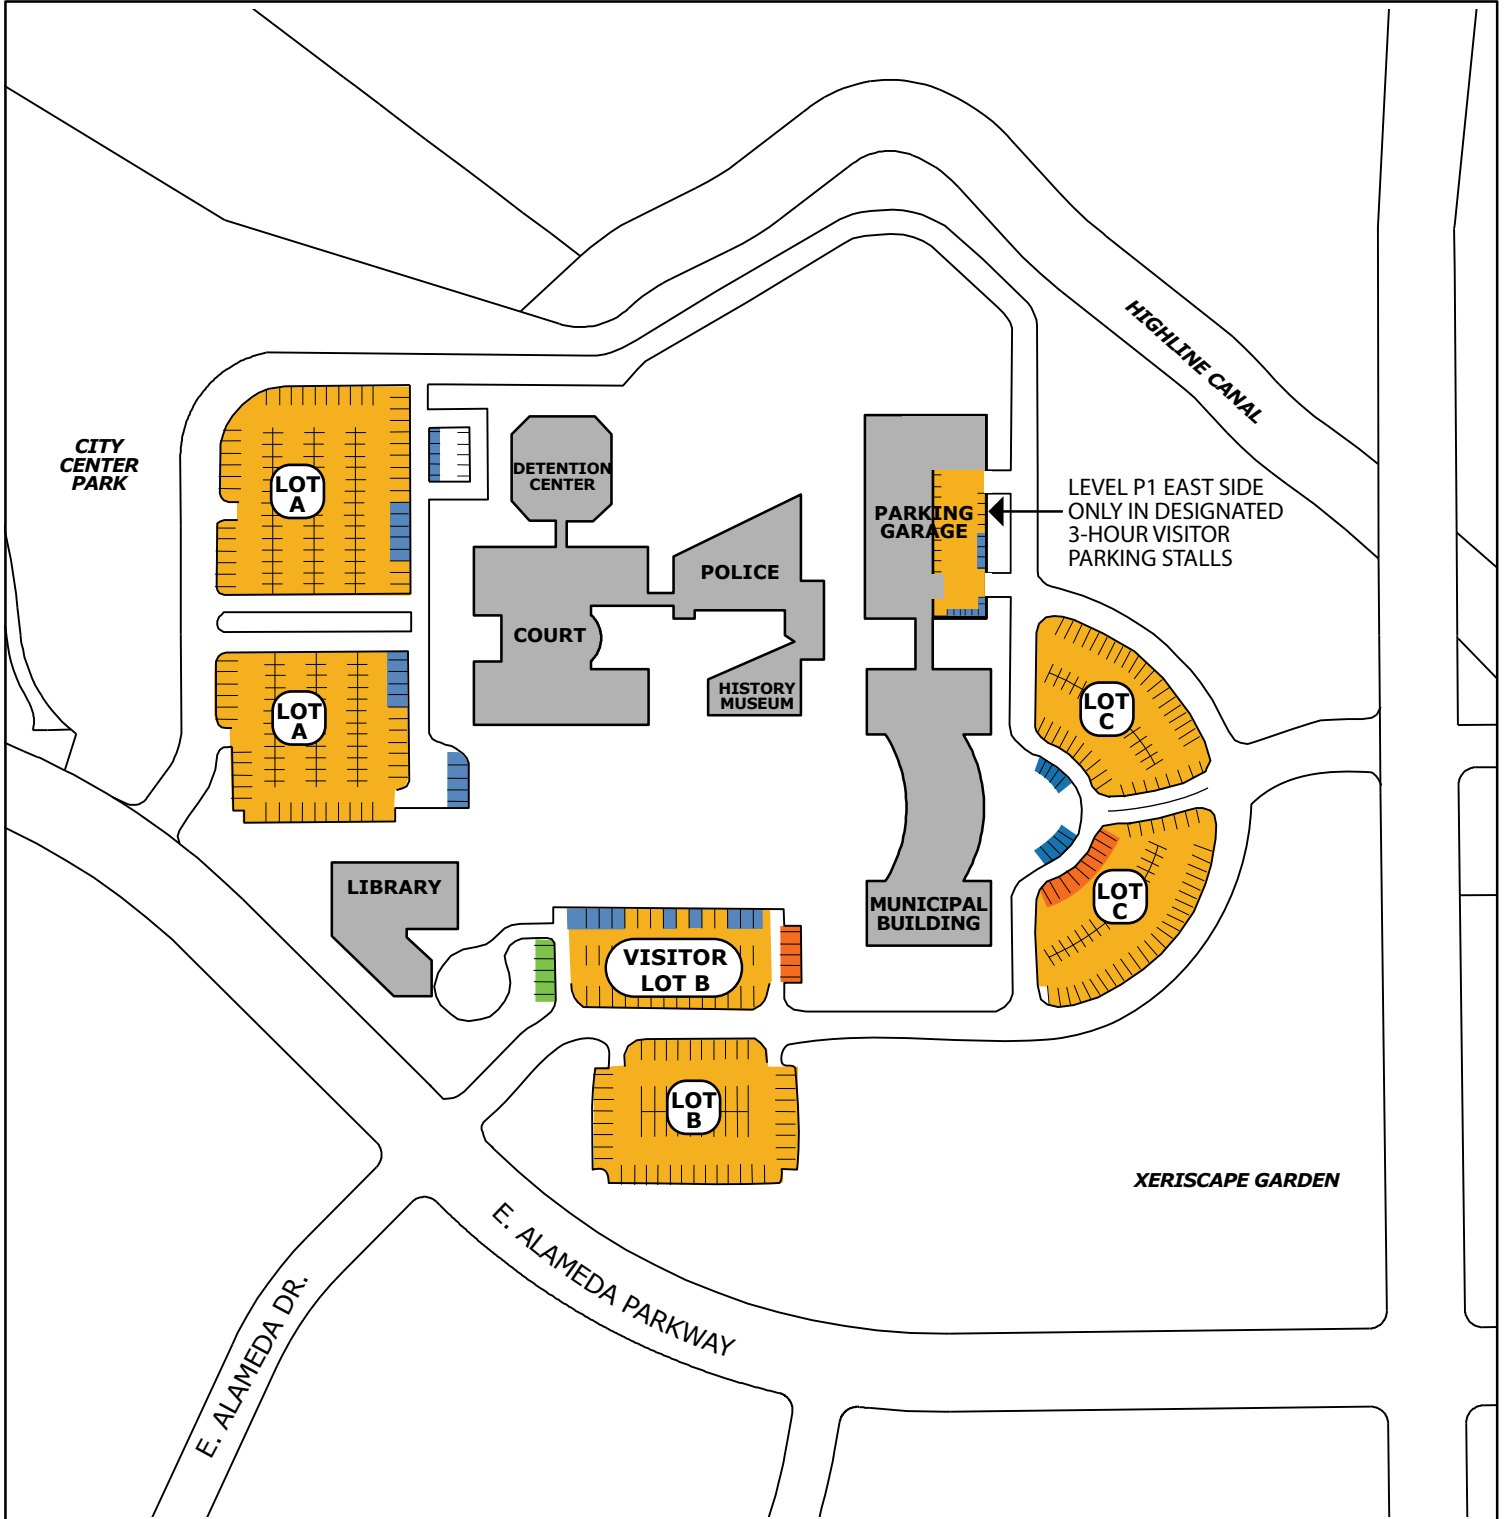 HIGHLINE CANAL
CITY
CENTER
PARK
LOT
A
DETENTION
CENTER
PARKING
GARAGE
LEVEL P1 EAST SIDE
ONLY IN DESIGNATED
3-HOUR VISITOR
PARKING STALLS
POLICE
COURT
HISTORY
MUSEUM
LOT
A
LOT
C
LIBRARY
LOT
C
MUNICIPAL
BUILDING
VISITOR
LOT B
LOT
B
XERISCAPE GARDEN
E. ALAMEDA PARKWAY
E. ALAMEDA DR.